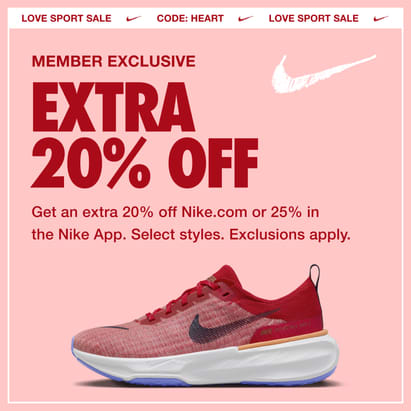 LOVE SPORT SALE CODE: HEART LOVE SPORT SALE
MEMBER EXCLUSIVE
EXTRA
20% OFF
Get an extra 20% off Nike.com or 25% in
the Nike App. Select styles. Exclusions apply.